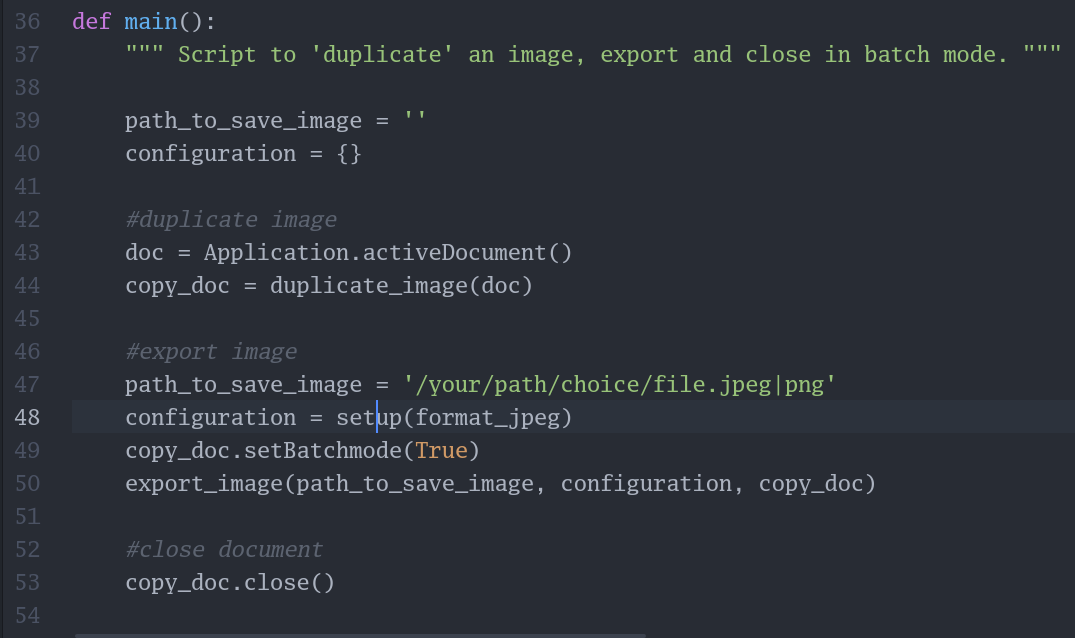 36 def main():
37     """ Script to 'duplicate' an image, export and close in batch mode. """
38
39     path_to_save_image = ''
40     configuration = {}
41
42     #duplicate image
43     doc = Application.activeDocument()
44     copy_doc = duplicate_image(doc)
45
46     #export image
47     path_to_save_image = '/your/path/choice/file.jpeg|png'
48     configuration = setup(format_jpeg)
49     copy_doc.setBatchmode(True)
50     export_image(path_to_save_image, configuration, copy_doc)
51
52     #close document
53     copy_doc.close()
54